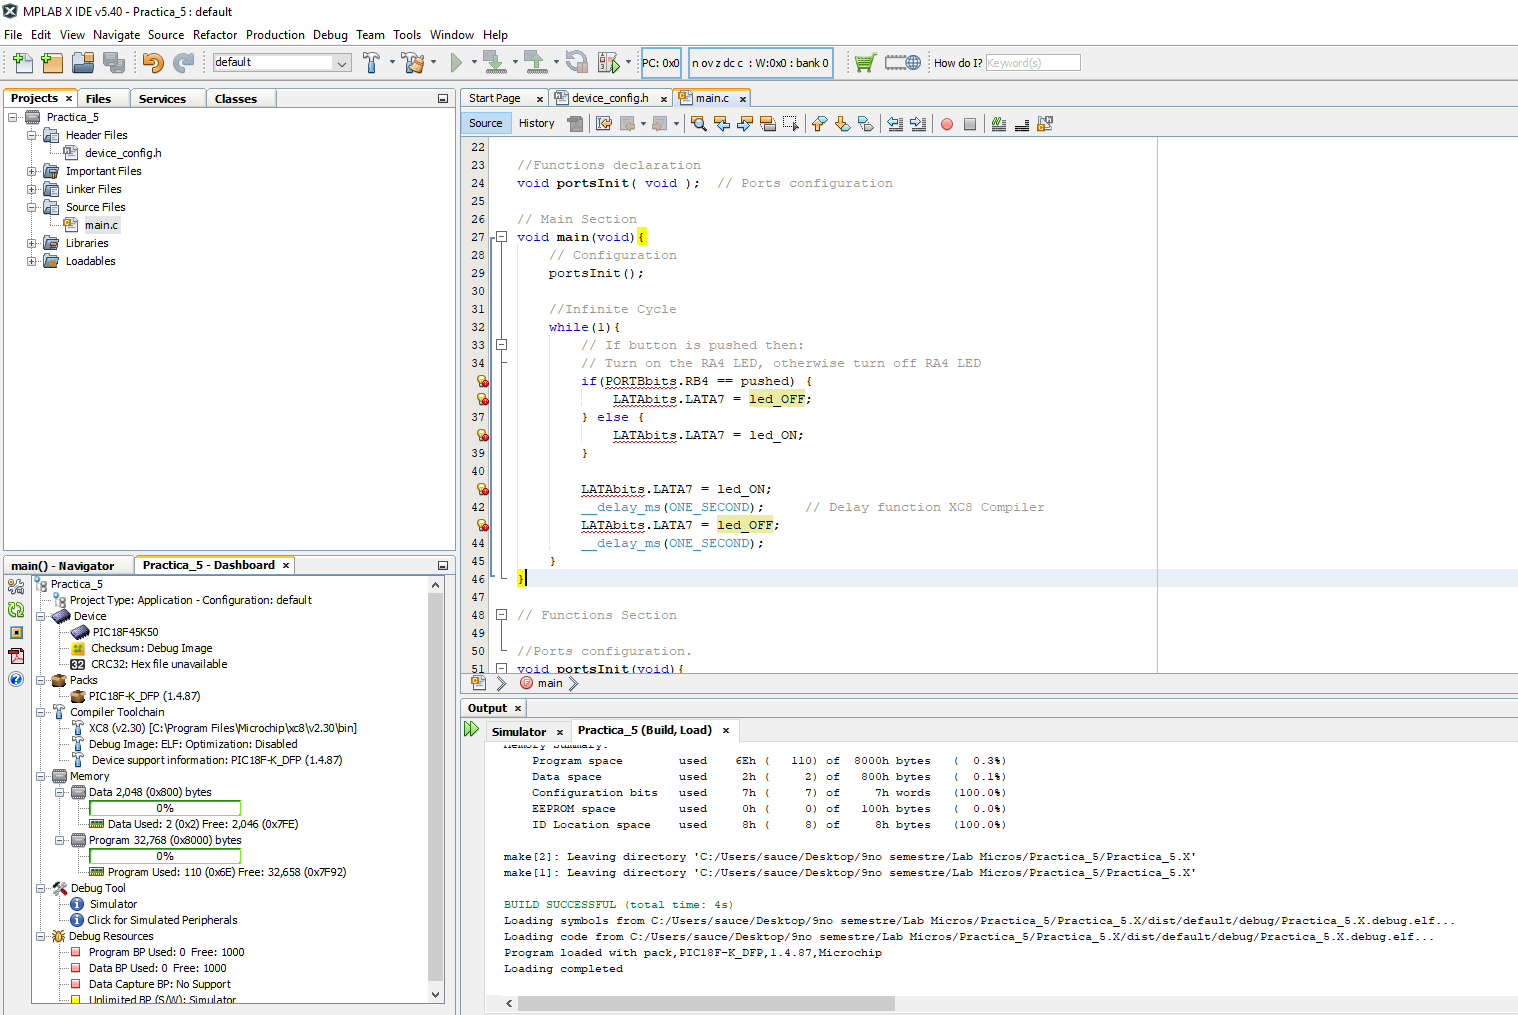 MPLAB X IDE v5.40 - Practica_5 : default
File Edit View Navigate Source Refactor Production Debug Team Tools Window Help
default
PC: 0x0
n ov z dc c : W:0x0 : bank 0
How do I? Keyword(s)
Projects Files Services Classes
Practica_5
Header Files
device_config.h
Important Files
Linker Files
Source Files
main.c
Libraries
Loadables
Start Page device_config.h main.c
Source History
22
23 //Functions declaration
24 void portsInit( void ); // Ports configuration
25
26 // Main Section
27 void main(void){
28 // Configuration
29 portsInit();
30
31 //Infinite Cycle
32 while(1){
33 // If button is pushed then:
34 // Turn on the RA4 LED, otherwise turn off RA4 LED
if(PORTBbits.RB4 == pushed) {
LATAbits.LATA7 = led_OFF;
37 } else {
LATAbits.LATA7 = led_ON;
39 }
40
LATAbits.LATA7 = led_ON;
42 __delay_ms(ONE_SECOND); // Delay function XC8 Compiler
LATAbits.LATA7 = led_OFF;
44 __delay_ms(ONE_SECOND);
45 }
46 }
47
48 // Functions Section
49
50 //Ports configuration.
51 void portsInit(void){
main
main() - Navigator Practica_5 - Dashboard
Practica_5
Project Type: Application - Configuration: default
Device
PIC18F45K50
Checksum: Debug Image
32 CRC32: Hex file unavailable
Packs
PIC18F-K_DFP (1.4.87)
Compiler Toolchain
XC8 (v2.30) [C:\Program Files\Microchip\xc8\v2.30\bin]
Debug Image: ELF: Optimization: Disabled
Device support information: PIC18F-K_DFP (1.4.87)
Memory
Data 2,048 (0x800) bytes
0%
Data Used: 2 (0x2) Free: 2,046 (0x7FE)
Program 32,768 (0x8000) bytes
0%
Program Used: 110 (0x6E) Free: 32,658 (0x7F92)
Debug Tool
Simulator
Click for Simulated Peripherals
Debug Resources
Program BP Used: 0 Free: 1000
Data BP Used: 0 Free: 1000
Data Capture BP: No Support
Unlimited BP (S/W): Simulator
Output
Simulator Practica_5 (Build, Load)
Memory Summary:
Program space used 6Eh ( 110) of 8000h bytes ( 0.3%)
Data space used 2h ( 2) of 800h bytes ( 0.1%)
Configuration bits used 7h ( 7) of 7h words (100.0%)
EEPROM space used 0h ( 0) of 100h bytes ( 0.0%)
ID Location space used 8h ( 8) of 8h bytes (100.0%)
make[2]: Leaving directory 'C:/Users/sauce/Desktop/9no semestre/Lab Micros/Practica_5/Practica_5.X'
make[1]: Leaving directory 'C:/Users/sauce/Desktop/9no semestre/Lab Micros/Practica_5/Practica_5.X'
BUILD SUCCESSFUL (total time: 4s)
Loading symbols from C:/Users/sauce/Desktop/9no semestre/Lab Micros/Practica_5/Practica_5.X/dist/default/debug/Practica_5.X.debug.elf...
Loading code from C:/Users/sauce/Desktop/9no semestre/Lab Micros/Practica_5/Practica_5.X/dist/default/debug/Practica_5.X.debug.elf...
Program loaded with pack,PIC18F-K_DFP,1.4.87,Microchip
Loading completed